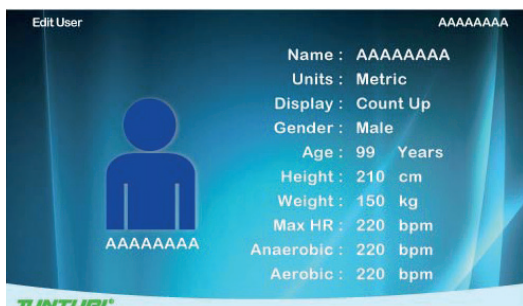 Edit User
AAAAAAAA
Name : AAAAAAAA
Units : Metric
Display : Count Up
Gender : Male
Age : 99 Years
Height : 210 cm
Weight : 150 kg
Max HR : 220 bpm
Anaerobic : 220 bpm
Aerobic : 220 bpm
AAAAAAAA